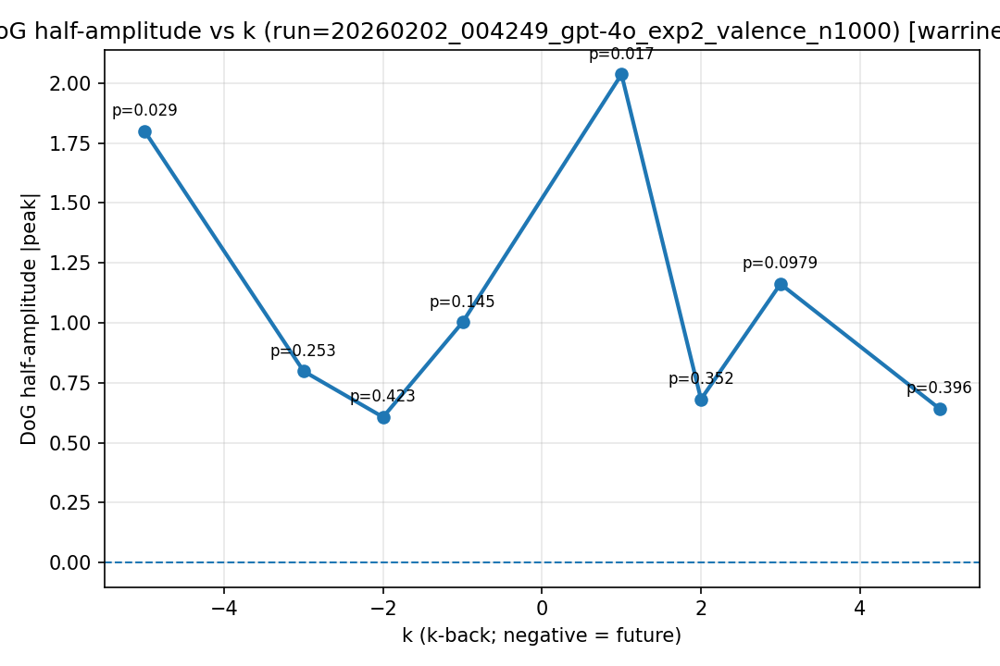 oG half-amplitude vs k (run=20260202_004249_gpt-4o_exp2_valence_n1000) [warrine
p=0.017
p=0.029
p=0.0979
p=0.145
p=0.253
p=0.352
p=0.423
p=0.396
DoG half-amplitude |peak|
2.00
1.75
1.50
1.25
1.00
0.75
0.50
0.25
0.00
−4
−2
0
2
4
k (k-back; negative = future)